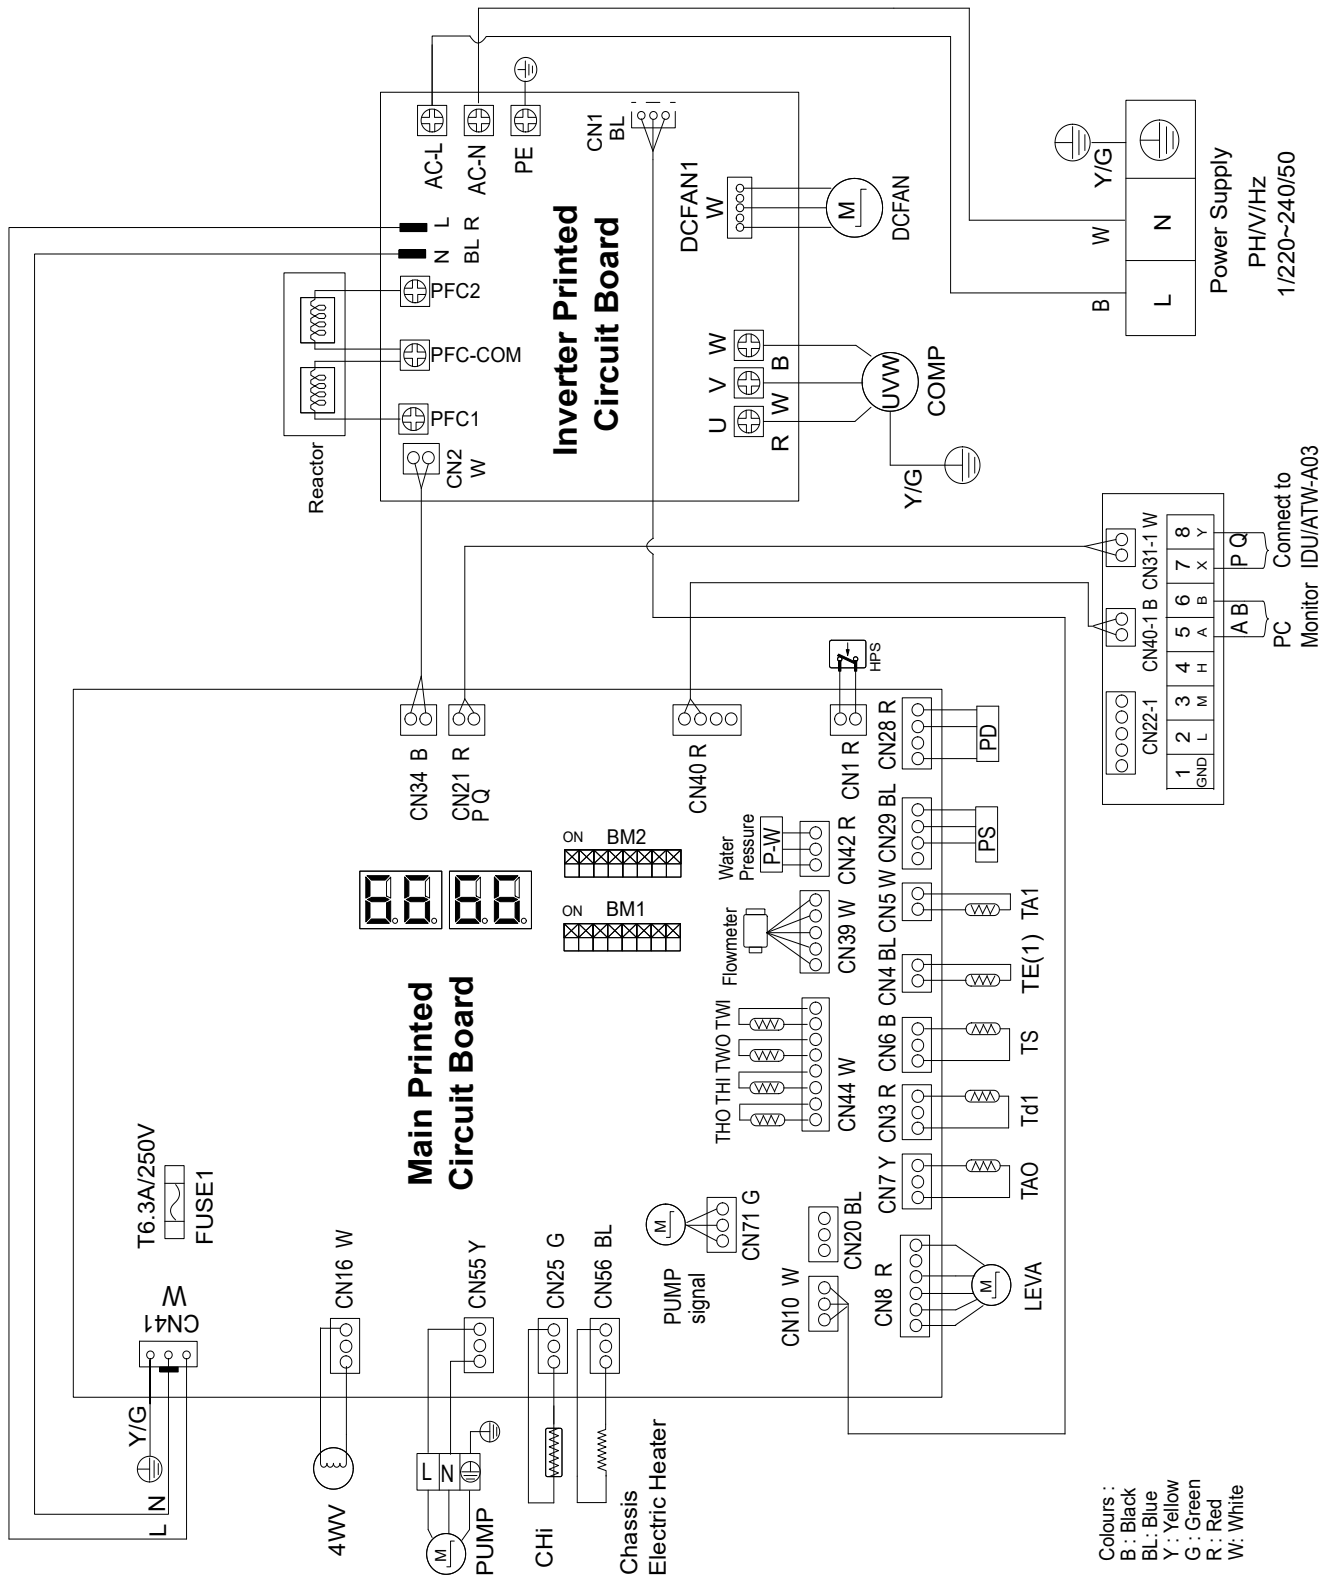 AC-L
AC-N
PE
CN1
BL
L
R
N
BL
PFC2
PFC-COM
PFC1
CN2
W
Reactor
Inverter Printed
Circuit Board
DCFAN1
W
M
DCFAN
U
V
W
R
W
B
UVW
COMP
Y/G
Y/G
W
B
N
L
Power Supply
PH/V/Hz
1/220~240/50
CN34 B
CN21 R
P Q
CN40 R
CN1 R
HPS
CN28 R
PD
CN29 BL
PS
CN5 W
TA1
CN4 BL
TE(1)
CN6 B
TS
CN3 R
Td1
CN7 Y
TAO
CN8 R
M
LEVA
Water
Pressure
P-W
CN42 R
Flowmeter
CN39 W
THO THI TWO TWI
CN44 W
ON BM2
ON BM1
Main Printed
Circuit Board
T6.3A/250V
FUSE1
W
CN41
Y/G
L N
CN16 W
4WV
CN55 Y
L N
M
PUMP
CN25 G
CHi
CN56 BL
Chassis
Electric Heater
M
PUMP
signal
CN71 G
CN20 BL
CN10 W
CN22-1
CN40-1 B
CN31-1 W
1 2 3 4 5 6 7 8
GND L M H A B X Y
A B
P Q
PC
Monitor
Connect to
IDU/ATW-A03
Colours :
B : Black
BL: Blue
Y : Yellow
G : Green
R : Red
W: White